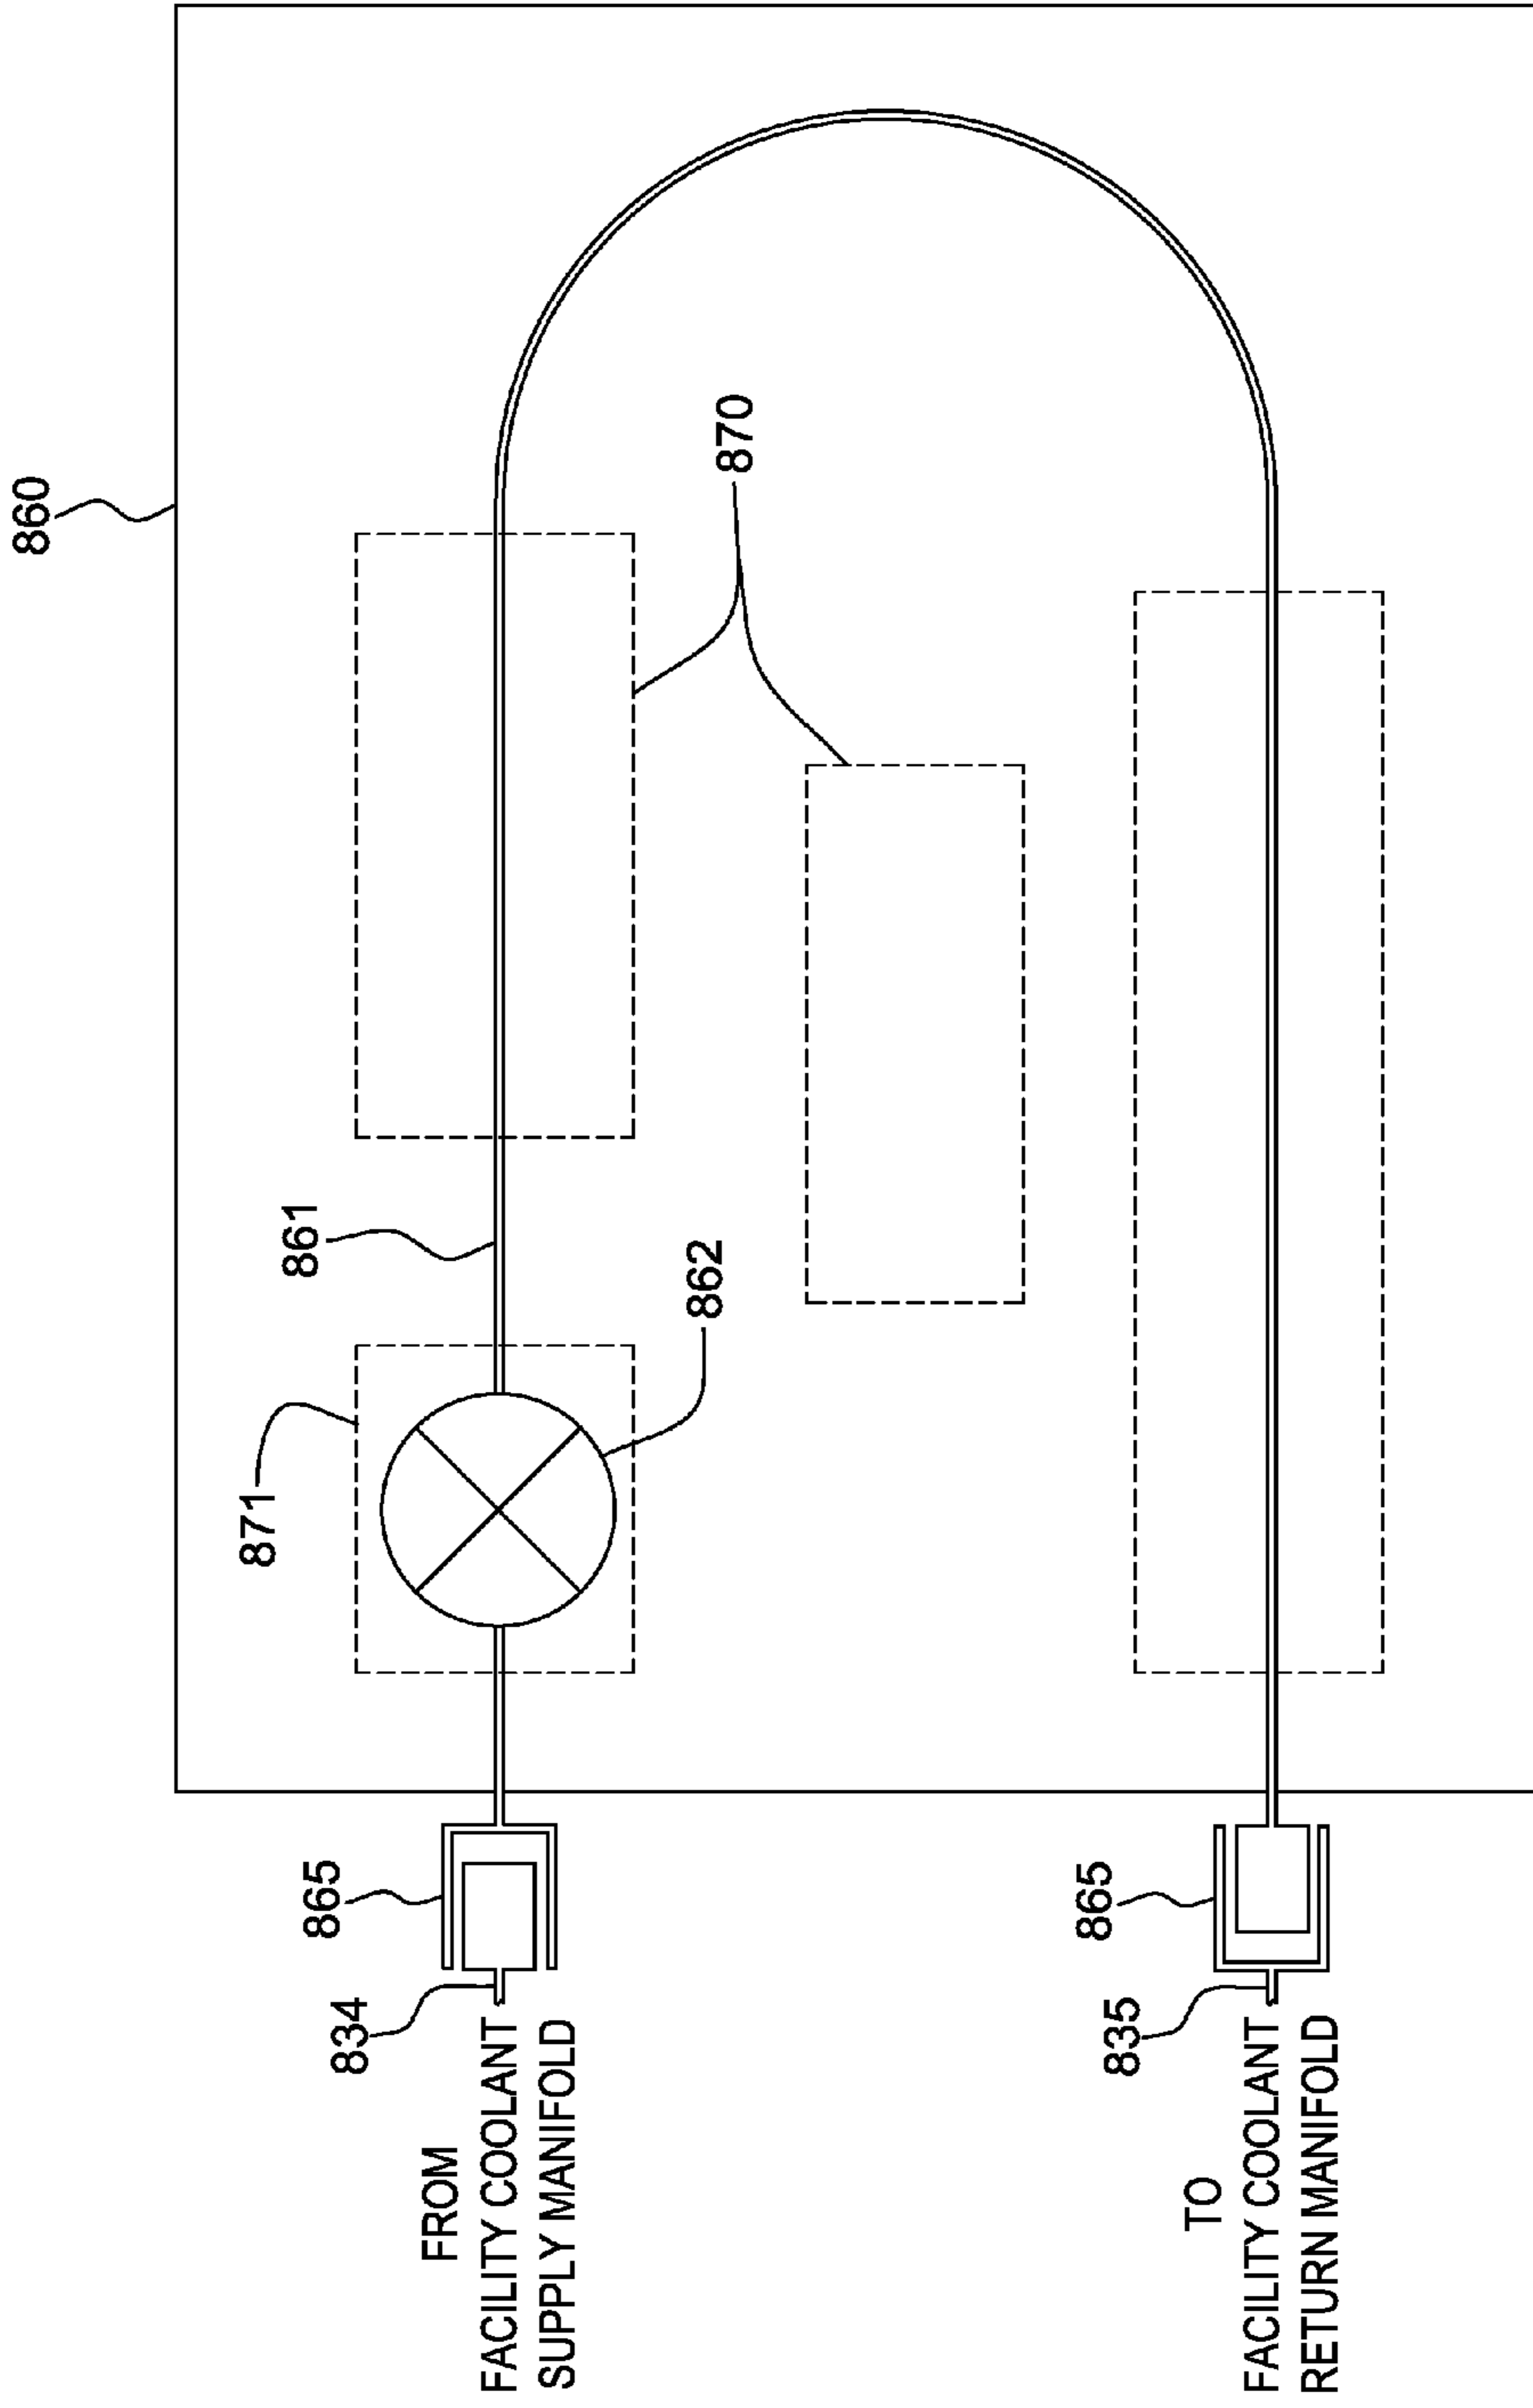 860
870
861
862
871
865
834
FROM
FACILITY COOLANT
SUPPLY MANIFOLD
865
835
TO
FACILITY COOLANT
RETURN MANIFOLD